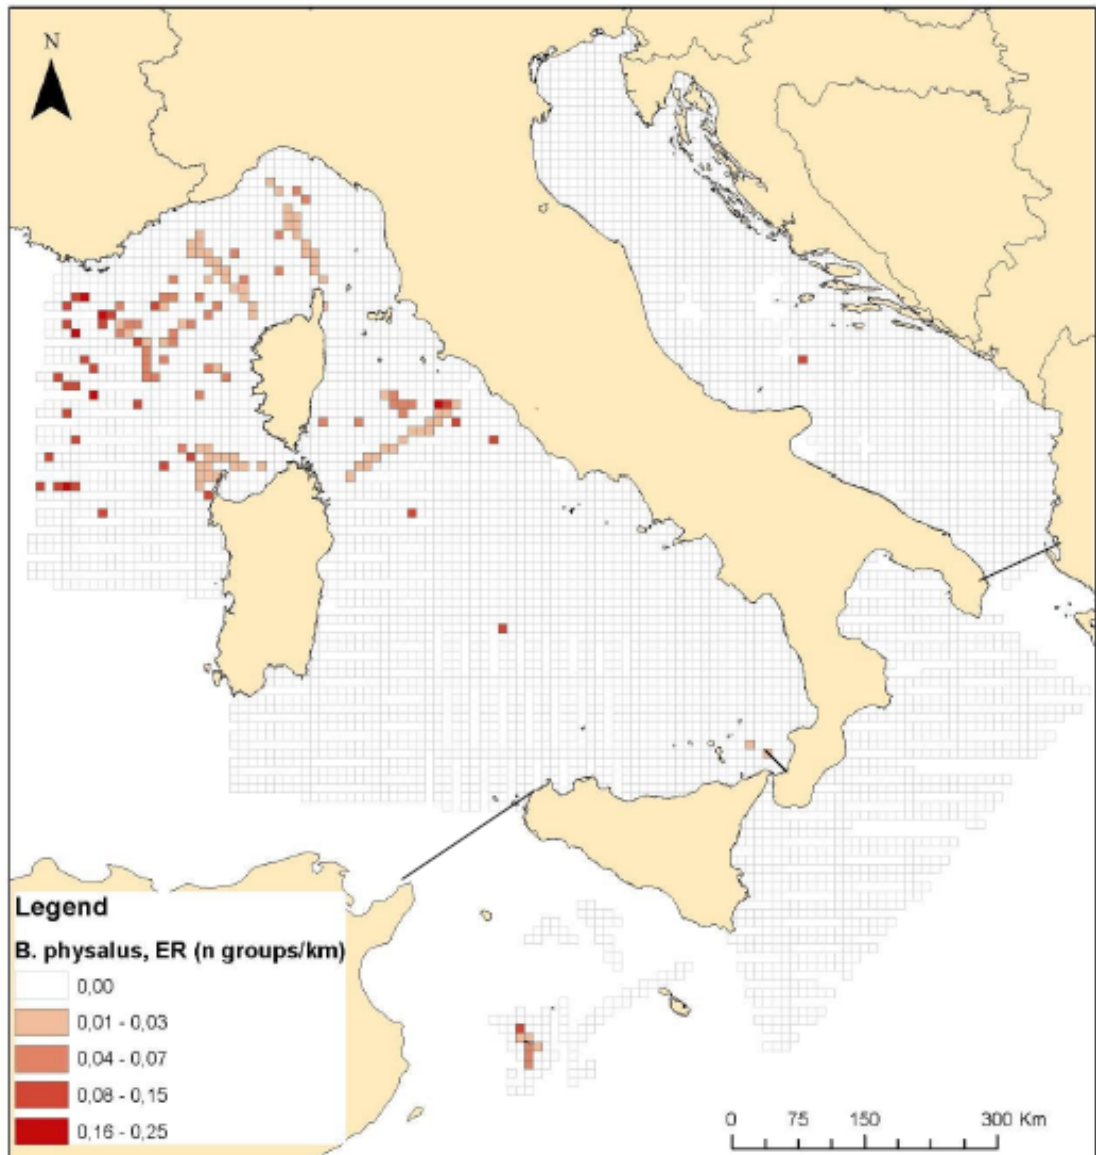 N
Legend
B. physalus, ER (n groups/km)
0,00
0,01 - 0,03
0,04 - 0,07
0,08 - 0,15
0,16 - 0,25
0 75 150 300 Km